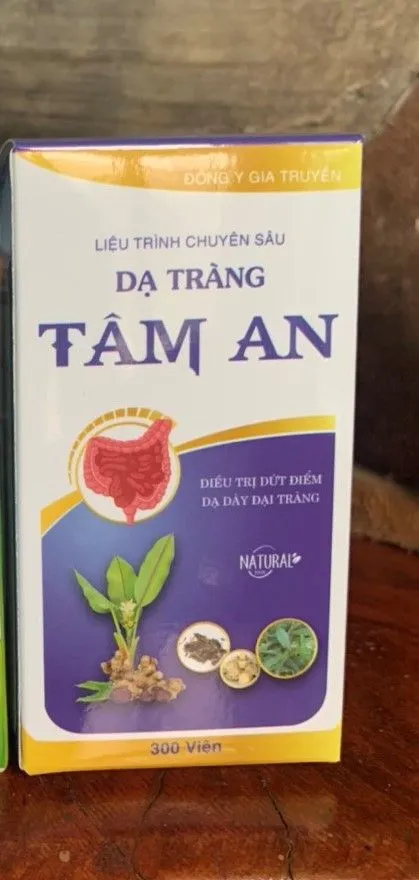 ĐÔNG Y GIA TRUYỀN
LIỆU TRÌNH CHUYÊN SÂU
DẠ TRÀNG
TÂM AN
ĐIỀU TRỊ DỨT ĐIỂM
DẠ DÀY ĐẠI TRÀNG
NATURAL
300 Viên